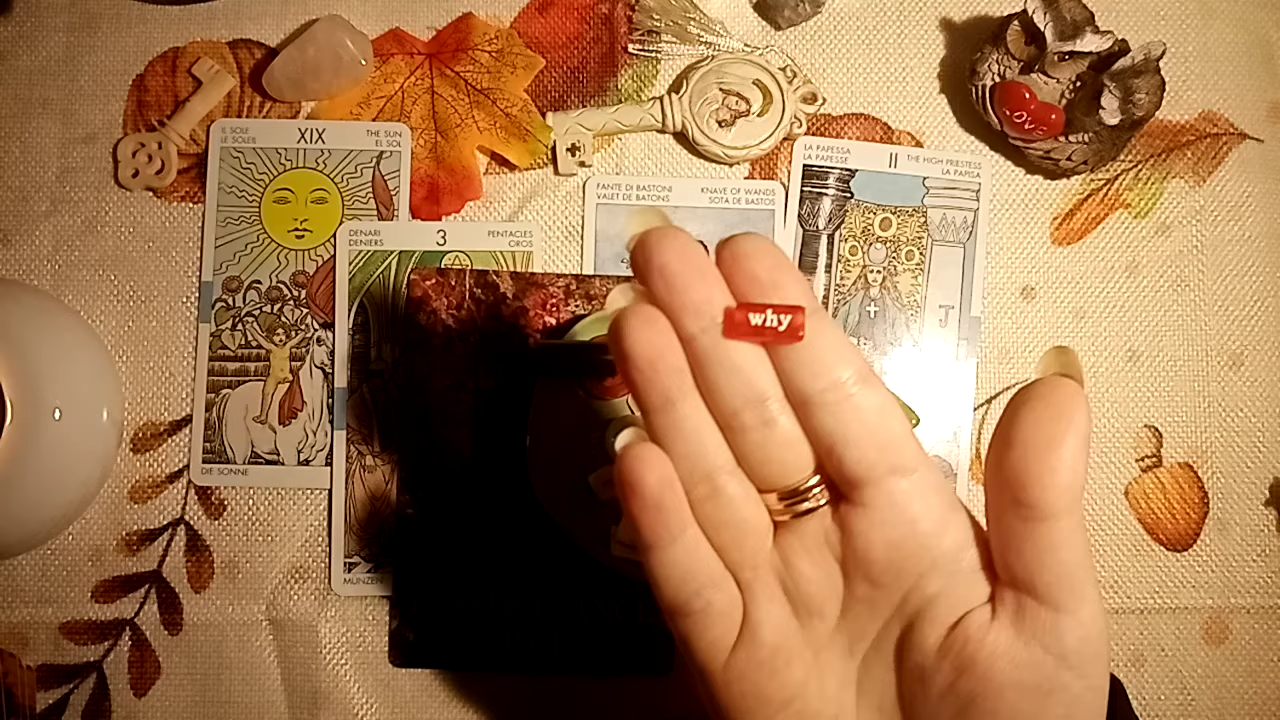 IL SOLE
LE SOLEIL
XIX
THE SUN
EL SOL
DIE SONNE
DENARI
DENIERS
3
PENTACLES
OROS
MÜNZEN
FANTE DI BASTONI
VALET DE BATONS
KNAVE OF WANDS
SOTA DE BASTOS
LA PAPESSA
LA PAPESSE
II
THE HIGH PRIESTESS
LA PAPISA
J
LOVE
why